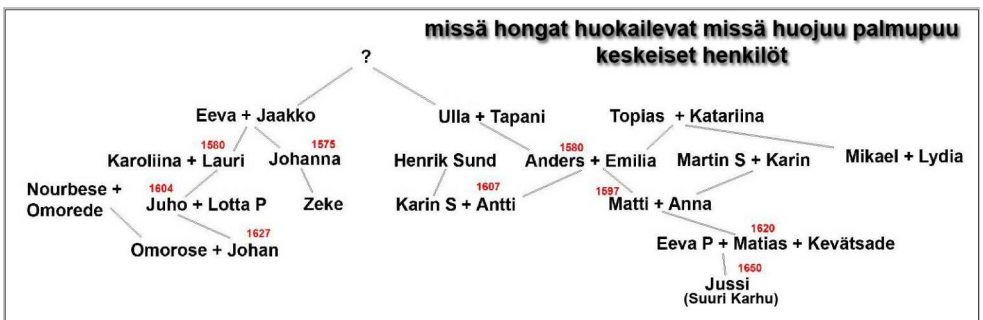 missä hongat huokailevat missä huojuu palmupuu
keskeiset henkilöt
?
Eeva + Jaakko
Ulla + Tapani
Topias + Katariina
1580
1575
1580
Karoliina + Lauri
Johanna
Henrik Sund
Anders + Emilia
Martin S + Karin
Mikael + Lydia
Nourbese +
Omorede
1604
Juho + Lotta P
Zeke
1607
Karin S + Antti
1597
Matti + Anna
1627
Omorose + Johan
1620
Eeva P + Matias + Kevätsade
1650
Jussi
(Suuri Karhu)